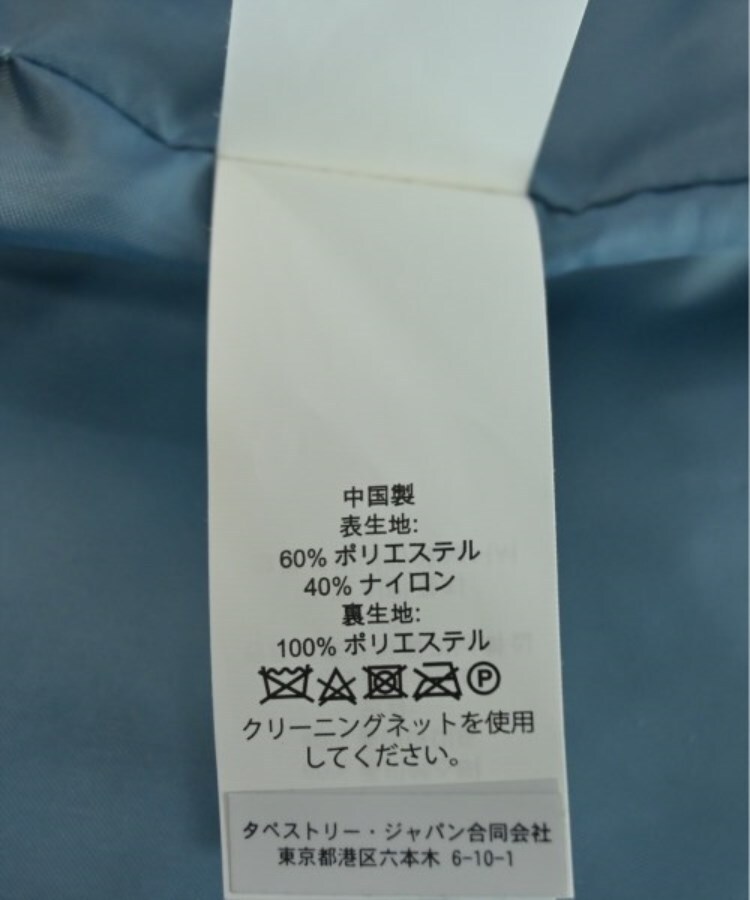 中国製
表生地:
60% ポリエステル
40% ナイロン
裏生地:
100% ポリエステル
P
クリーニングネットを使用
してください。
タペストリー・ジャパン合同会社
東京都港区六本木 6-10-1